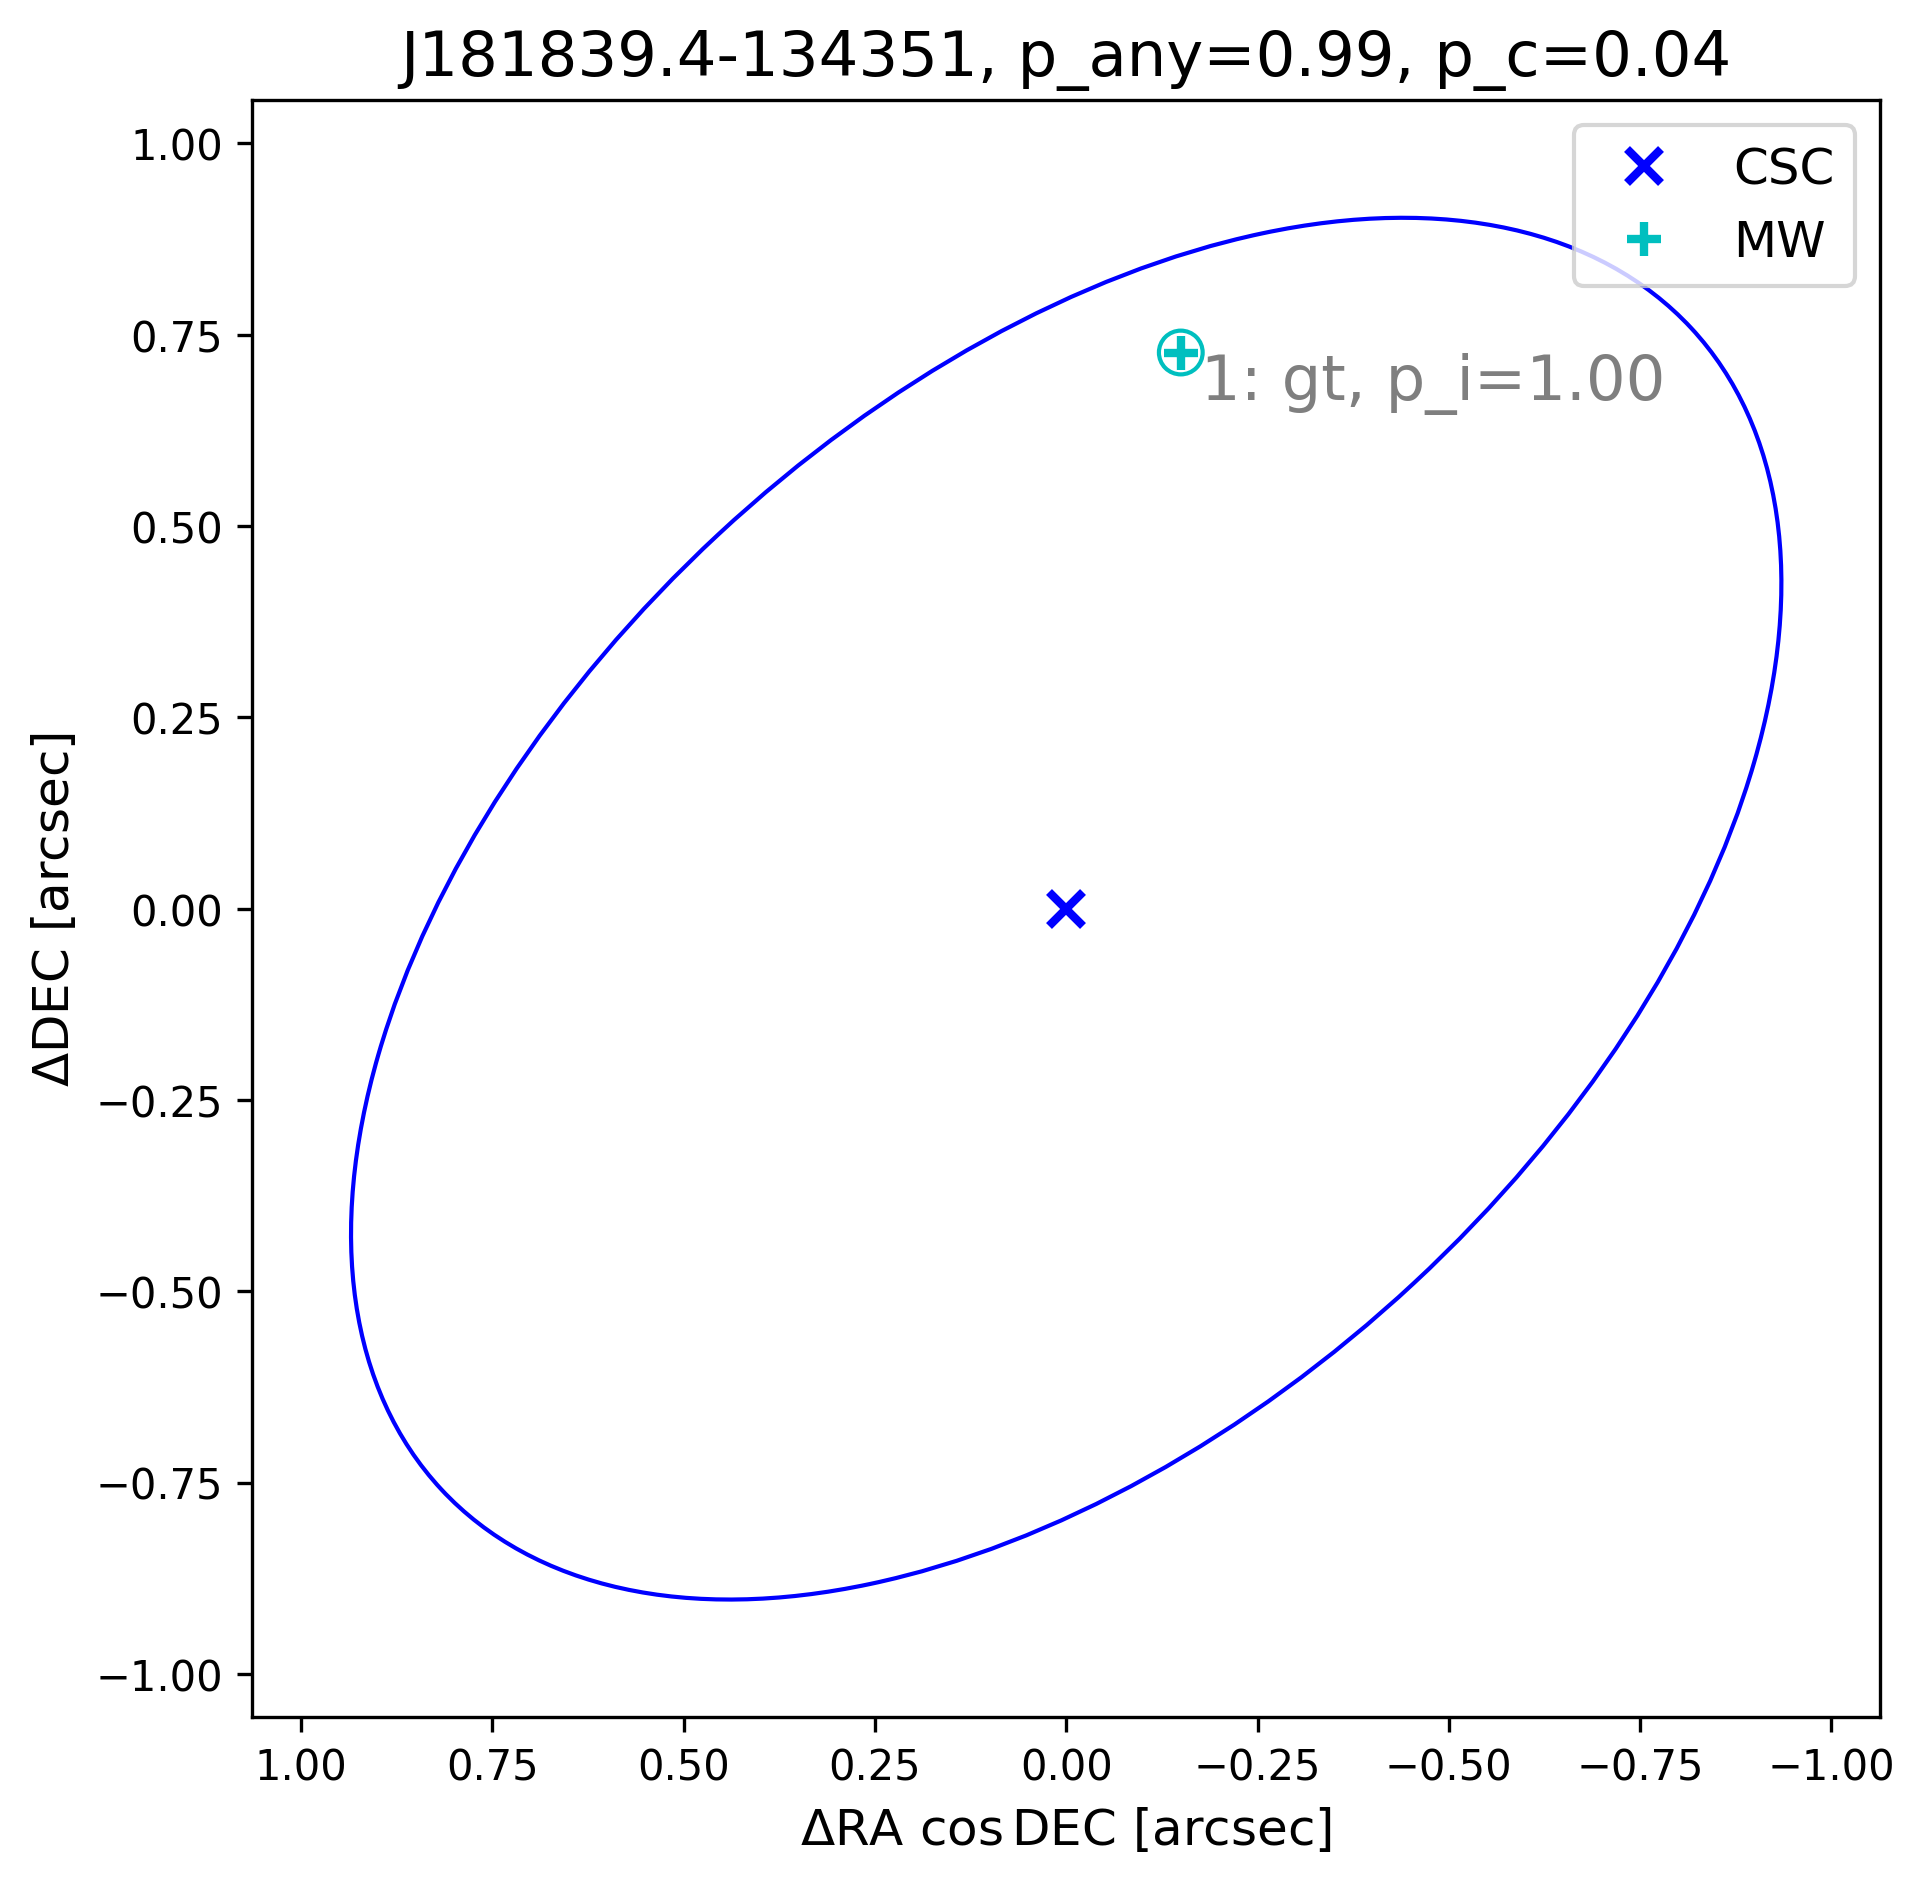 J181839.4-134351, p_any=0.99, p_c=0.04
CSC
MW
1: gt, p_i=1.00
1.00
0.75
0.50
0.25
0.00
−0.25
−0.50
−0.75
−1.00
ΔDEC [arcsec]
1.00 0.75 0.50 0.25 0.00 −0.25 −0.50 −0.75 −1.00
ΔRA cos DEC [arcsec]